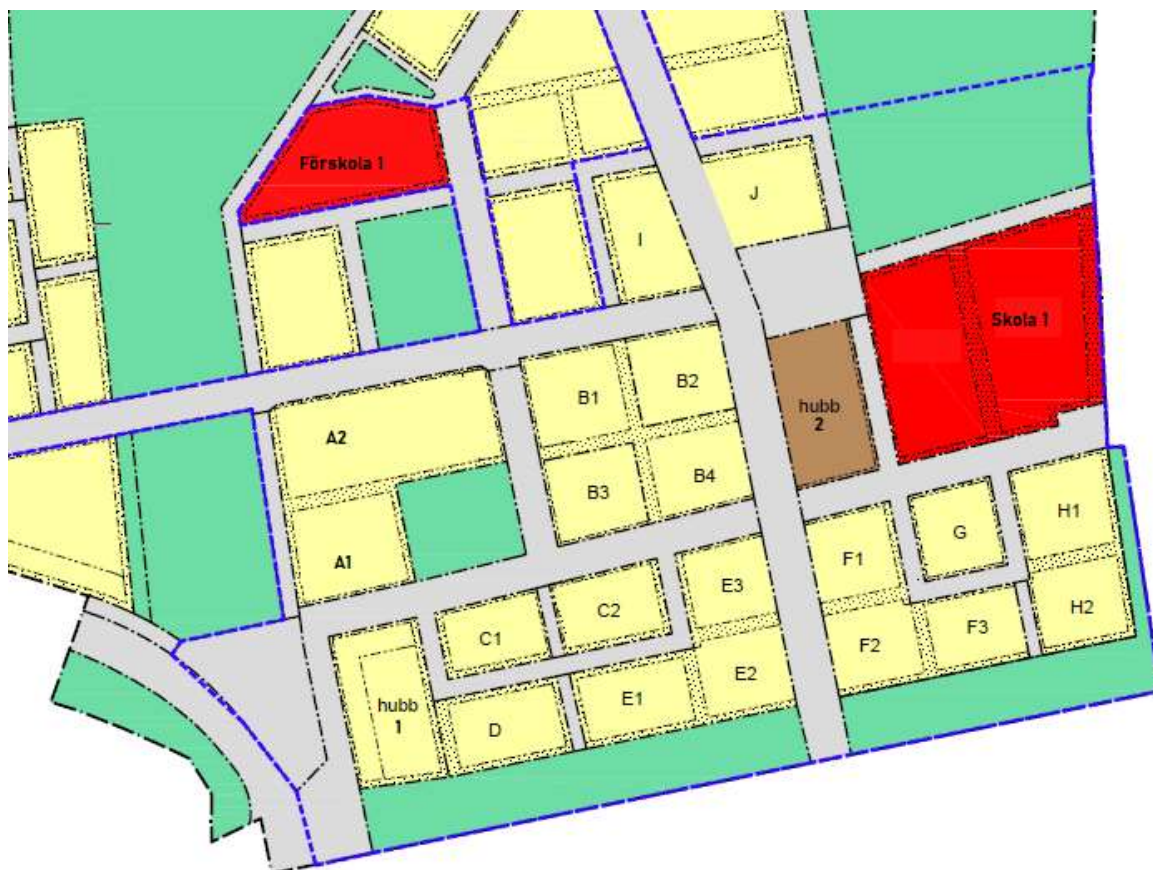 Förskola 1
J
I
Skola 1
B1
B2
hubb
2
A2
B3
B4
A1
F1
G
H1
E3
C1
C2
F2
F3
H2
hubb
1
D
E1
E2